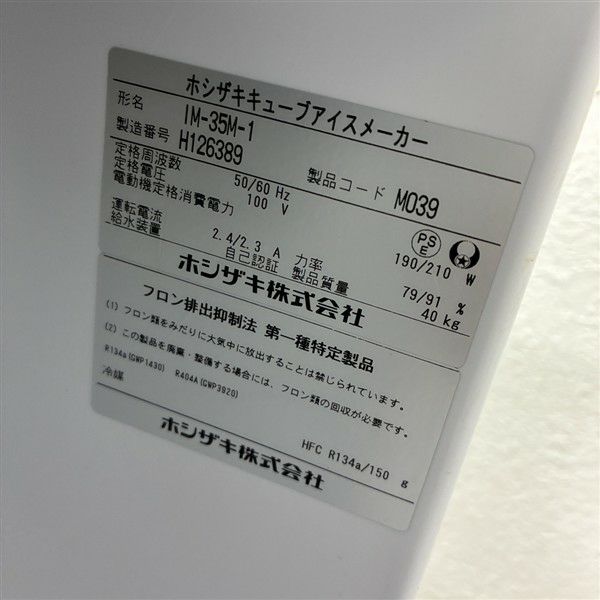 ホシザキキューブアイスメーカー
形名 IM-35M-1
製造番号 H126389 製品コード M039
定格周波数 50/60 Hz
定格電圧 100 V
電動機定格消費電力 190/210 W
PS
E
運転電流 2.4/2.3 A 力率 79/91 %
給水装置 自己認証 製品質量 40 kg
ホシザキ株式会社
フロン排出抑制法 第一種特定製品
(1) フロン類をみだりに大気中に放出することは禁じられています。
(2) この製品を廃棄・整備する場合には、フロン類の回収が必要です。
R134a(GWP1430) R404A(GWP3920)
冷媒 HFC R134a/150 g
ホシザキ株式会社